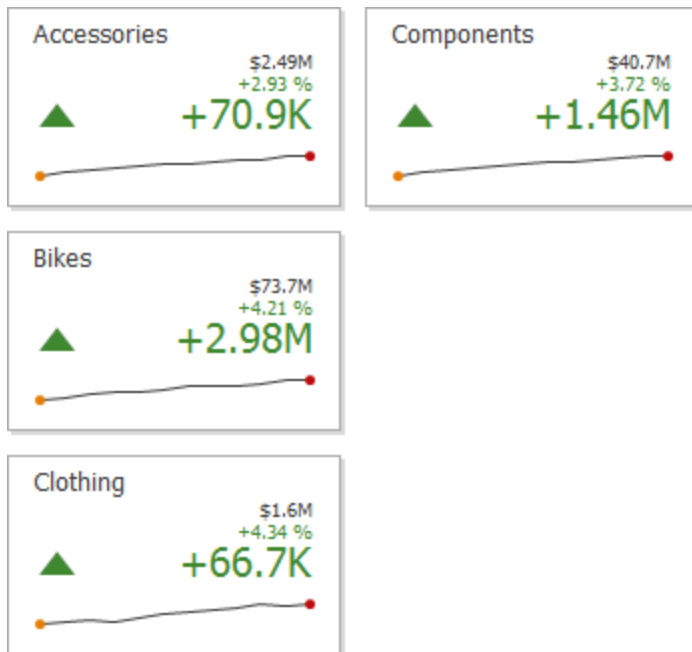 Accessories
$2.49M
+2.93 %
+70.9K
Components
$40.7M
+3.72 %
+1.46M
Bikes
$73.7M
+4.21 %
+2.98M
Clothing
$1.6M
+4.34 %
+66.7K